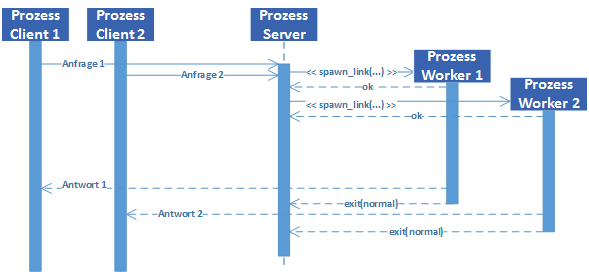 Prozess
Client 1
Prozess
Client 2
Prozess
Server
Anfrage 1
Anfrage 2
<< spawn_link(...) >>
Prozess
Worker 1
ok
<< spawn_link(...) >>
Prozess
Worker 2
ok
Antwort 1
exit(normal)
Antwort 2
exit(normal)